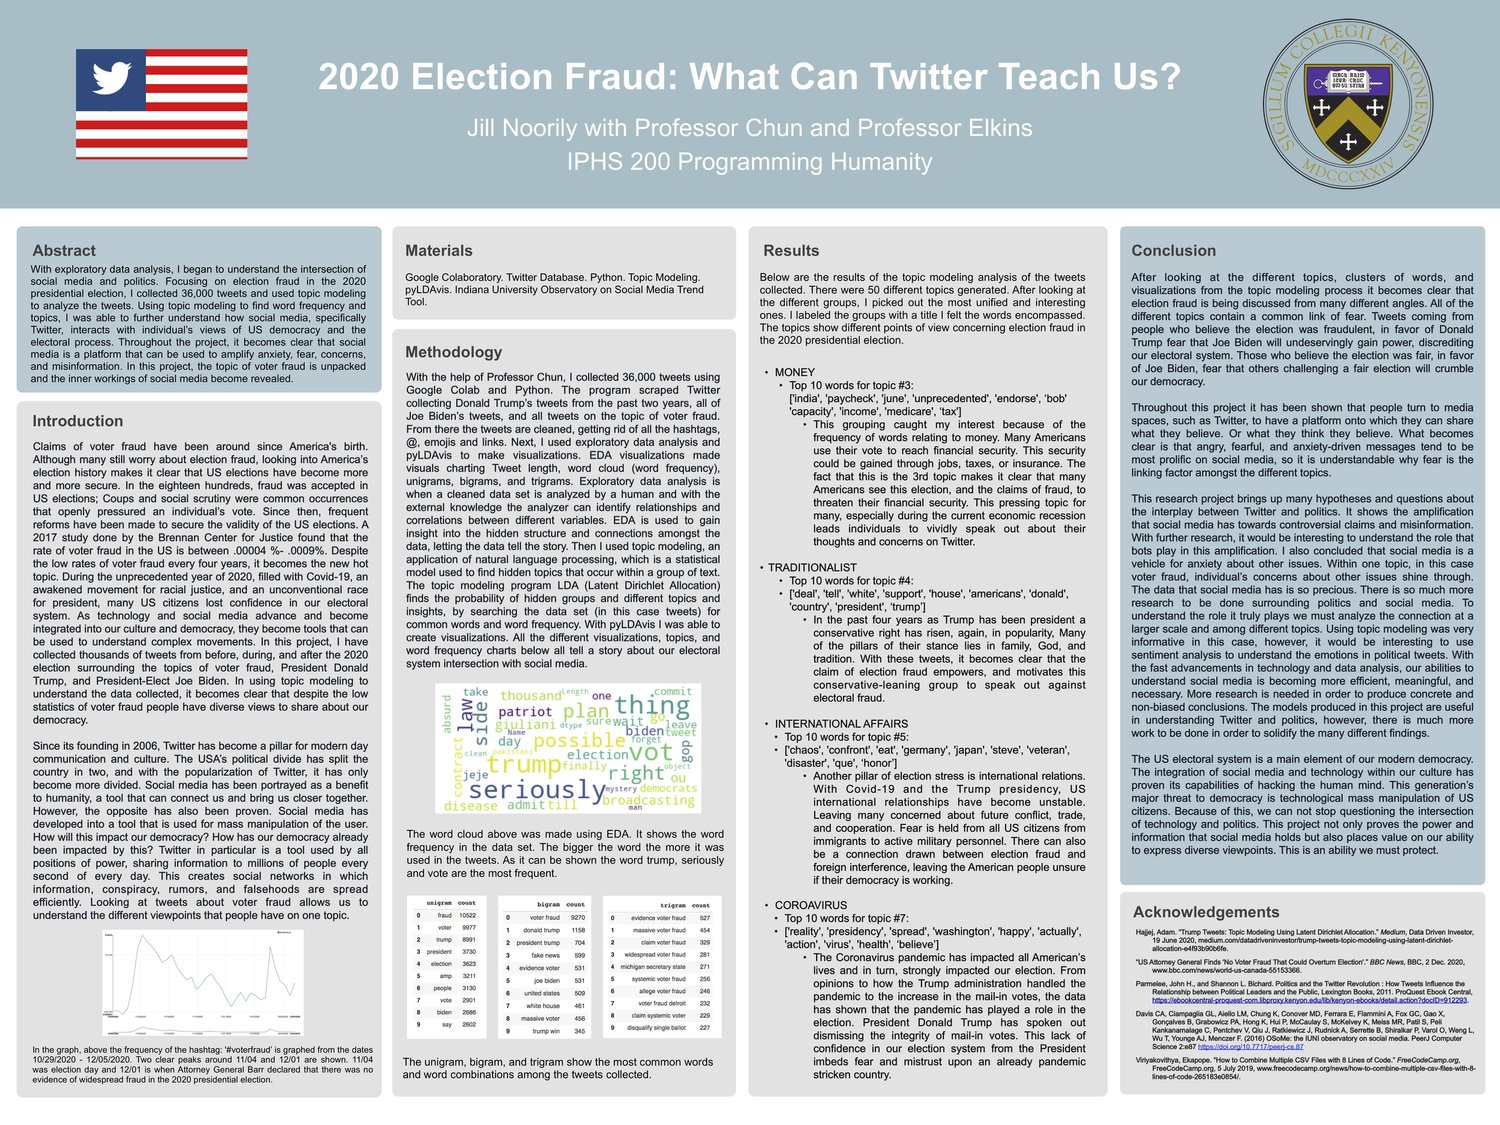 2020 Election Fraud: What Can Twitter Teach Us?
Jill Noorily with Professor Chun and Professor Elkins
IPHS 200 Programming Humanity
SIGILLUM COLLEGII KENYONENSIS
MDCCCXXIV
Abstract
With exploratory data analysis, I began to understand the intersection of
social media and politics. Focusing on election fraud in the 2020
presidential election, I collected 36,000 tweets and used topic modeling
to analyze the tweets. Using topic modeling to find word frequency and
topics, I was able to further understand how social media, specifically
Twitter, interacts with individual's views of US democracy and the
electoral process. Throughout the project, it becomes clear that social
media is a platform that can be used to amplify anxiety, fear, concerns,
and misinformation. In this project, the topic of voter fraud is unpacked
and the inner workings of social media become revealed.
Introduction
Claims of voter fraud have been around since America's birth.
Although many still worry about election fraud, looking into America's
election history makes it clear that US elections have become more
and more secure. In the eighteen hundreds, fraud was accepted in
US elections; Coups and social scrutiny were common occurrences
that openly pressured an individual's vote. Since then, frequent
reforms have been made to secure the validity of the US elections. A
2017 study done by the Brennan Center for Justice found that the
rate of voter fraud in the US is between .00004 %- .0009%. Despite
the low rates of voter fraud every four years, it becomes the new hot
topic. During the unprecedented year of 2020, filled with Covid-19, an
awakened movement for racial justice, and an unconventional race
for president, many US citizens lost confidence in our electoral
system. As technology and social media advance and become
integrated into our culture and democracy, they become tools that can
be used to understand complex movements. In this project, I have
collected thousands of tweets from before, during, and after the 2020
election surrounding the topics of voter fraud, President Donald
Trump, and President-Elect Joe Biden. In using topic modeling to
understand the data collected, it becomes clear that despite the low
statistics of voter fraud people have diverse views to share about our
democracy.
Since its founding in 2006, Twitter has become a pillar for modern day
communication and culture. The USA's political divide has split the
country in two, and with the popularization of Twitter, it has only
become more divided. Social media has been portrayed as a benefit
to humanity, a tool that can connect us and bring us closer together.
However, the opposite has also been proven. Social media has
developed into a tool that is used for mass manipulation of the user.
How will this impact our democracy? How has our democracy already
been impacted by this? Twitter in particular is a tool used by all
positions of power, sharing information to millions of people every
second of every day. This creates social networks in which
information, conspiracy, rumors, and falsehoods are spread
efficiently. Looking at tweets about voter fraud allows us to
understand the different viewpoints that people have on one topic.
In the graph, above the frequency of the hashtag: '#voterfraud' is graphed from the dates
10/29/2020 - 12/05/2020. Two clear peaks around 11/04 and 12/01 are shown. 11/04
was election day and 12/01 is when Attorney General Barr declared that there was no
evidence of widespread fraud in the 2020 presidential election.
Materials
Google Colaboratory. Twitter Database. Python. Topic Modeling.
pyLDAvis. Indiana University Observatory on Social Media Trend
Tool.
Methodology
With the help of Professor Chun, I collected 36,000 tweets using
Google Colab and Python. The program scraped Twitter
collecting Donald Trump's tweets from the past two years, all of
Joe Biden's tweets, and all tweets on the topic of voter fraud.
From there the tweets are cleaned, getting rid of all the hashtags,
@, emojis and links. Next, I used exploratory data analysis and
pyLDAvis to make visualizations. EDA visualizations made
visuals charting Tweet length, word cloud (word frequency),
unigrams, bigrams, and trigrams. Exploratory data analysis is
when a cleaned data set is analyzed by a human and with the
external knowledge the analyzer can identify relationships and
correlations between different variables. EDA is used to gain
insight into the hidden structure and connections amongst the
data, letting the data tell the story. Then I used topic modeling, an
application of natural language processing, which is a statistical
model used to find hidden topics that occur within a group of text.
The topic modeling program LDA (Latent Dirichlet Allocation)
finds the probability of hidden groups and different topics and
insights, by searching the data set (in this case tweets) for
common words and word frequency. With pyLDAvis I was able to
create visualizations. All the different visualizations, topics, and
word frequency charts below all tell a story about our electoral
system intersection with social media.
absurd take thousand Length one thing commit
law side patriot plan go
giuliani dtype sure wait leave
Name day possible biden tweet
forget
contract clean pakistani election vot gop
trump finally right object
jeje ou
seriously mystery democrats
disease admit till man broadcasting
The word cloud above was made using EDA. It shows the word
frequency in the data set. The bigger the word the more it was
used in the tweets. As it can be shown the word trump, seriously
and vote are the most frequent.
unigram count
0 fraud 10522
1 voter 9977
2 trump 8991
3 president 3730
4 election 3623
5 amp 3211
6 people 3130
7 vote 2901
8 biden 2686
9 say 2602
bigram count
0 voter fraud 9270
1 donald trump 1158
2 president trump 704
3 fake news 599
4 evidence voter 531
5 joe biden 531
6 united states 509
7 white house 461
8 massive voter 456
9 trump win 345
trigram count
0 evidence voter fraud 527
1 massive voter fraud 454
2 claim voter fraud 329
3 widespread voter fraud 281
4 michigan secretary state 271
5 systemic voter fraud 256
6 allege voter fraud 246
7 voter fraud detroit 232
8 claim systemic voter 229
9 disqualify single ballot 227
The unigram, bigram, and trigram show the most common words
and word combinations among the tweets collected.
Results
Below are the results of the topic modeling analysis of the tweets
collected. There were 50 different topics generated. After looking at
the different groups, I picked out the most unified and interesting
ones. I labeled the groups with a title I felt the words encompassed.
The topics show different points of view concerning election fraud in
the 2020 presidential election.
• MONEY
• Top 10 words for topic #3:
['india', 'paycheck', 'june', 'unprecedented', 'endorse', 'bob'
'capacity', 'income', 'medicare', 'tax']
• This grouping caught my interest because of the
frequency of words relating to money. Many Americans
use their vote to reach financial security. This security
could be gained through jobs, taxes, or insurance. The
fact that this is the 3rd topic makes it clear that many
Americans see this election, and the claims of fraud, to
threaten their financial security. This pressing topic for
many, especially during the current economic recession
leads individuals to vividly speak out about their
thoughts and concerns on Twitter.
• TRADITIONALIST
• Top 10 words for topic #4:
• ['deal', 'tell', 'white', 'support', 'house', 'americans', 'donald',
'country', 'president', 'trump']
• In the past four years as Trump has been president a
conservative right has risen, again, in popularity, Many
of the pillars of their stance lies in family, God, and
tradition. With these tweets, it becomes clear that the
claim of election fraud empowers, and motivates this
conservative-leaning group to speak out against
electoral fraud.
• INTERNATIONAL AFFAIRS
• Top 10 words for topic #5:
• ['chaos', 'confront', 'eat', 'germany', 'japan', 'steve', 'veteran',
'disaster', 'que', 'honor']
• Another pillar of election stress is international relations.
With Covid-19 and the Trump presidency, US
international relationships have become unstable.
Leaving many concerned about future conflict, trade,
and cooperation. Fear is held from all US citizens from
immigrants to active military personnel. There can also
be a connection drawn between election fraud and
foreign interference, leaving the American people unsure
if their democracy is working.
• COROAVIRUS
• Top 10 words for topic #7:
• ['reality', 'presidency', 'spread', 'washington', 'happy', 'actually',
'action', 'virus', 'health', 'believe']
• The Coronavirus pandemic has impacted all American's
lives and in turn, strongly impacted our election. From
opinions to how the Trump administration handled the
pandemic to the increase in the mail-in votes, the data
has shown that the pandemic has played a role in the
election. President Donald Trump has spoken out
dismissing the integrity of mail-in votes. This lack of
confidence in our election system from the President
imbeds fear and mistrust upon an already pandemic
stricken country.
Conclusion
After looking at the different topics, clusters of words, and
visualizations from the topic modeling process it becomes clear that
election fraud is being discussed from many different angles. All of the
different topics contain a common link of fear. Tweets coming from
people who believe the election was fraudulent, in favor of Donald
Trump fear that Joe Biden will undeservingly gain power, discrediting
our electoral system. Those who believe the election was fair, in favor
of Joe Biden, fear that others challenging a fair election will crumble
our democracy.
Throughout this project it has been shown that people turn to media
spaces, such as Twitter, to have a platform onto which they can share
what they believe. Or what they think they believe. What becomes
clear is that angry, fearful, and anxiety-driven messages tend to be
most prolific on social media, so it is understandable why fear is the
linking factor amongst the different topics.
This research project brings up many hypotheses and questions about
the interplay between Twitter and politics. It shows the amplification
that social media has towards controversial claims and misinformation.
With further research, it would be interesting to understand the role that
bots play in this amplification. I also concluded that social media is a
vehicle for anxiety about other issues. Within one topic, in this case
voter fraud, individual's concerns about other issues shine through.
The data that social media has is so precious. There is so much more
research to be done surrounding politics and social media. To
understand the role it truly plays we must analyze the connection at a
larger scale and among different topics. Using topic modeling was very
informative in this case, however, it would be interesting to use
sentiment analysis to understand the emotions in political tweets. With
the fast advancements in technology and data analysis, our abilities to
understand social media is becoming more efficient, meaningful, and
necessary. More research is needed in order to produce concrete and
non-biased conclusions. The models produced in this project are useful
in understanding Twitter and politics, however, there is much more
work to be done in order to solidify the many different findings.
The US electoral system is a main element of our modern democracy.
The integration of social media and technology within our culture has
proven its capabilities of hacking the human mind. This generation's
major threat to democracy is technological mass manipulation of US
citizens. Because of this, we can not stop questioning the intersection
of technology and politics. This project not only proves the power and
information that social media holds but also places value on our ability
to express diverse viewpoints. This is an ability we must protect.
Acknowledgements
Hajjej, Adam. "Trump Tweets: Topic Modeling Using Latent Dirichlet Allocation." Medium, Data Driven Investor,
19 June 2020, medium.com/datadriveninvestor/trump-tweets-topic-modeling-using-latent-dirichlet-
allocation-e4f93b90b6fe.
"US Attorney General Finds 'No Voter Fraud That Could Overturn Election'." BBC News, BBC, 2 Dec. 2020,
www.bbc.com/news/world-us-canada-55153366.
Parmelee, John H., and Shannon L. Bichard. Politics and the Twitter Revolution : How Tweets Influence the
Relationship between Political Leaders and the Public, Lexington Books, 2011. ProQuest Ebook Central,
https://ebookcentral-proquest-com.libproxy.kenyon.edu/lib/kenyon-ebooks/detail.action?docID=912293.
Davis CA, Ciampaglia GL, Aiello LM, Chung K, Conover MD, Ferrara E, Flammini A, Fox GC, Gao X,
Gonçalves B, Grabowicz PA, Hong K, Hui P, McCaulay S, McKelvey K, Meiss MR, Patil S, Peli
Kankanamalage C, Pentchev V, Qiu J, Ratkiewicz J, Rudnick A, Serrette B, Shiralkar P, Varol O, Weng L,
Wu T, Younge AJ, Menczer F. (2016) OSoMe: the IUNI observatory on social media. PeerJ Computer
Science 2:e87 https://doi.org/10.7717/peerj-cs.87
Viriyakovithya, Ekapope. "How to Combine Multiple CSV Files with 8 Lines of Code." FreeCodeCamp.org,
FreeCodeCamp.org, 5 July 2019, www.freecodecamp.org/news/how-to-combine-multiple-csv-files-with-8-
lines-of-code-265183e0854/.